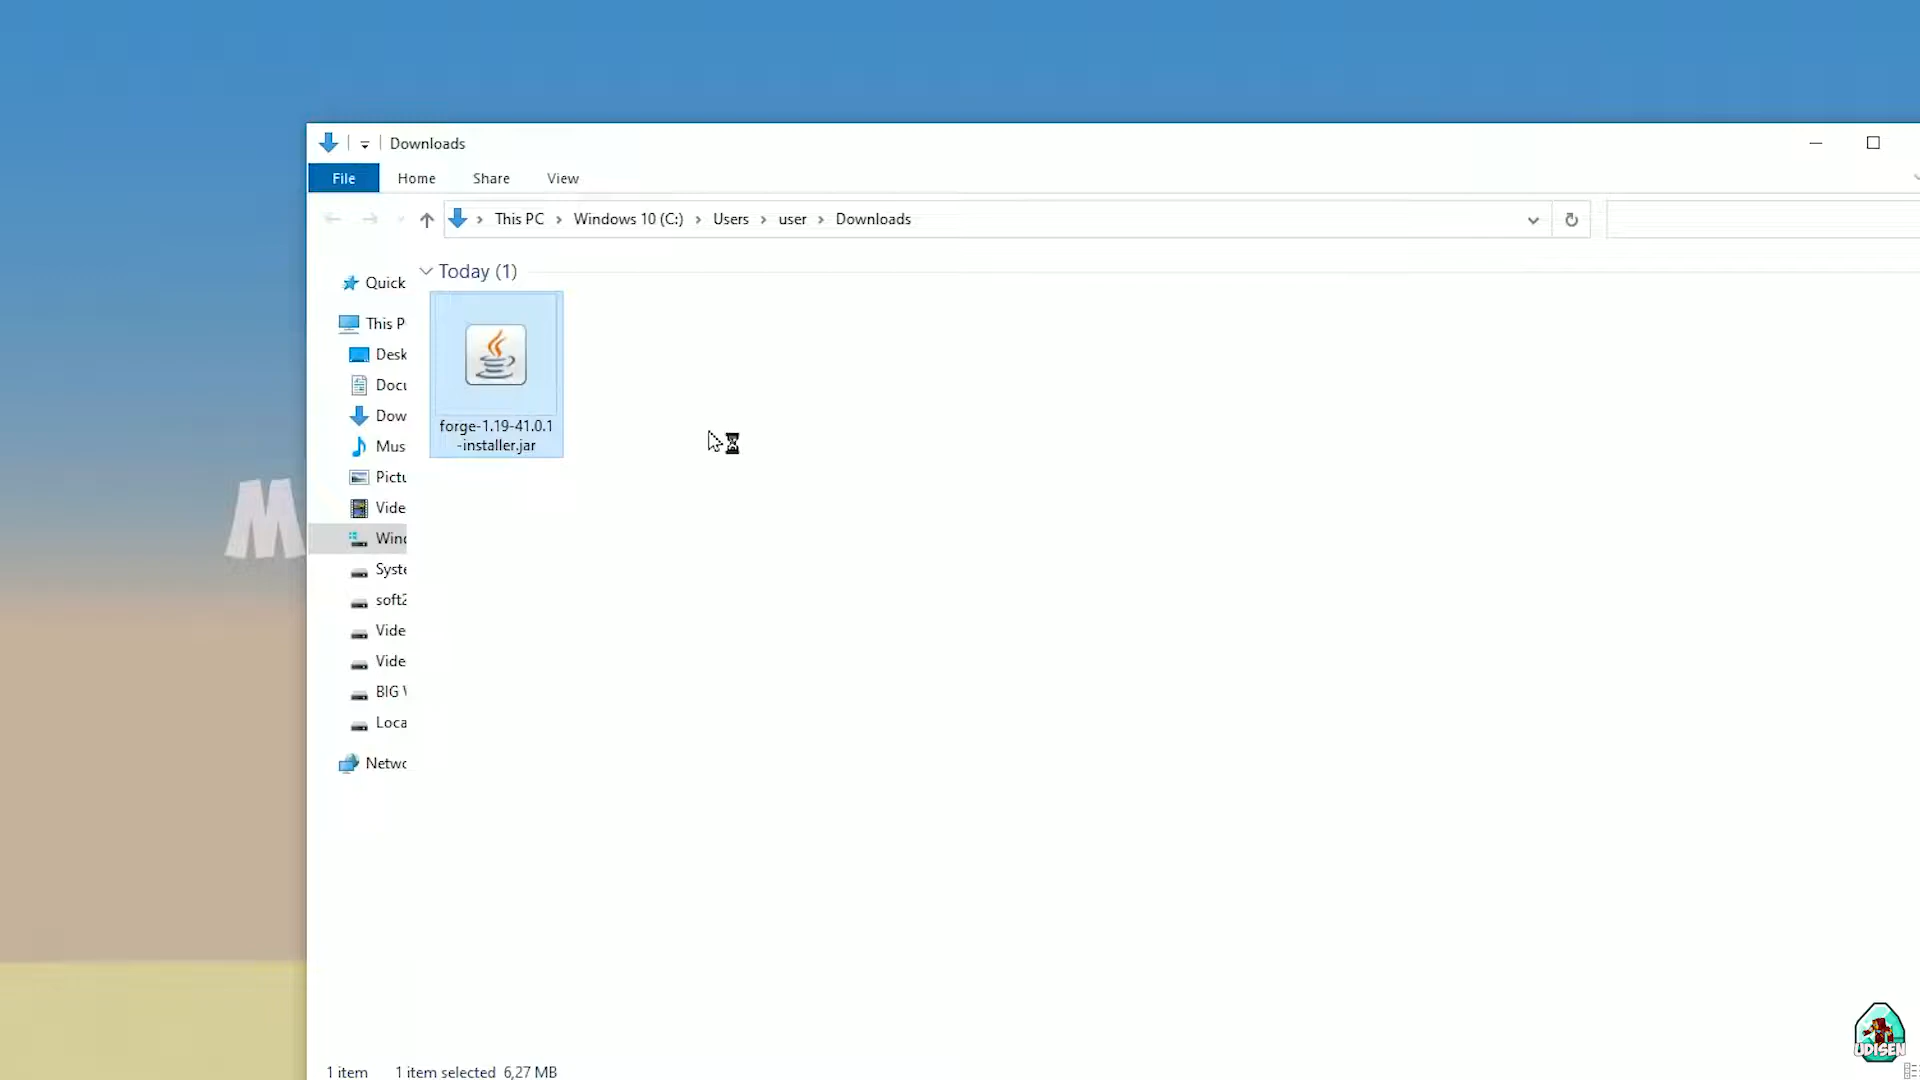 Downloads
File Home Share View
This PC Windows 10 (C:) Users user Downloads
Today (1)
Quick
This P
Desk
Docu
Dow
Mus
Pictu
Vide
Wind
Syste
soft2
Vide
Vide
BIG
Loca
Netwo
forge-1.19-41.0.1
-installer.jar
M
UDISEN
1 item 1 item selected 6,27 MB